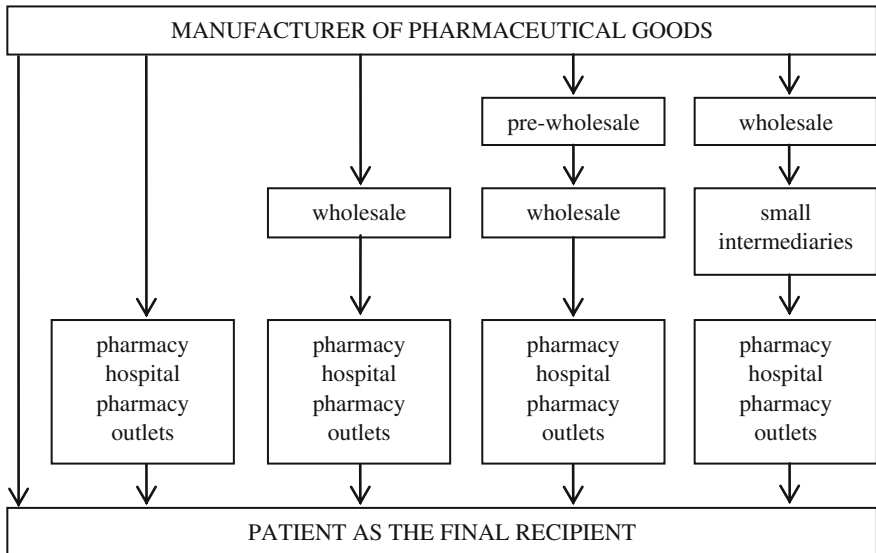 MANUFACTURER OF PHARMACEUTICAL GOODS
pre-wholesale
wholesale
wholesale
wholesale
small
intermediaries
pharmacy
hospital
pharmacy
outlets
pharmacy
hospital
pharmacy
outlets
pharmacy
hospital
pharmacy
outlets
pharmacy
hospital
pharmacy
outlets
PATIENT AS THE FINAL RECIPIENT